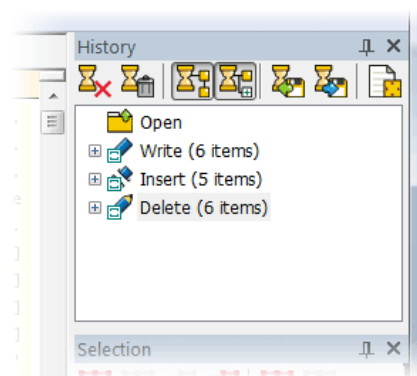 History
Open
Write (6 items)
Insert (5 items)
Delete (6 items)
Selection